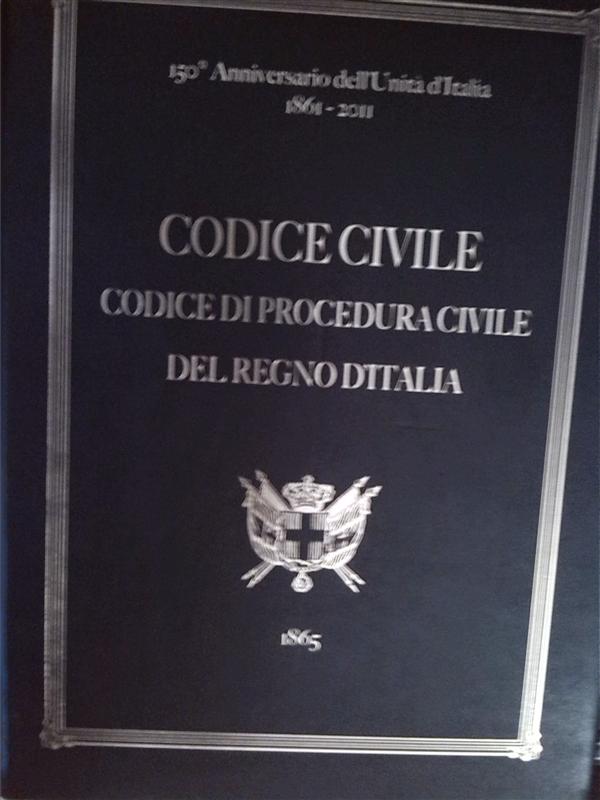 150° Anniversario dell'Unità d'Italia
1861 - 2011
CODICE CIVILE
CODICE DI PROCEDURA CIVILE
DEL REGNO D'ITALIA
1865